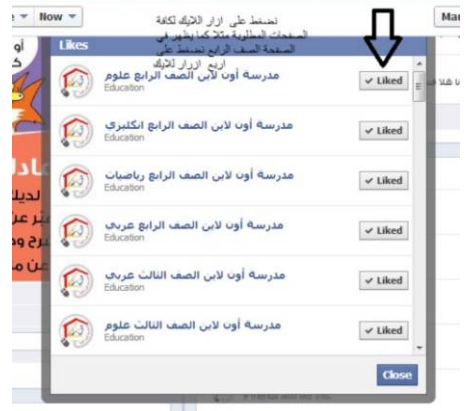 Now
نضغط على ازار اللايك لكافة
الصفحات المطلوبة مثلا كما يظهر في
الصفحة الصف الرابع نضغط على
اربع ازرار للايك
Mar
Likes
مدرسة أون لاين الصف الرابع علوم
Education
Liked
مدرسة أون لاين الصف الرابع انكليزي
Education
Liked
مدرسة أون لاين الصف الرابع رياضيات
Education
Liked
مدرسة أون لاين الصف الرابع عربي
Education
Liked
مدرسة أون لاين الصف الثالث عربي
Education
Liked
مدرسة أون لاين الصف الثالث علوم
Education
Liked
Close